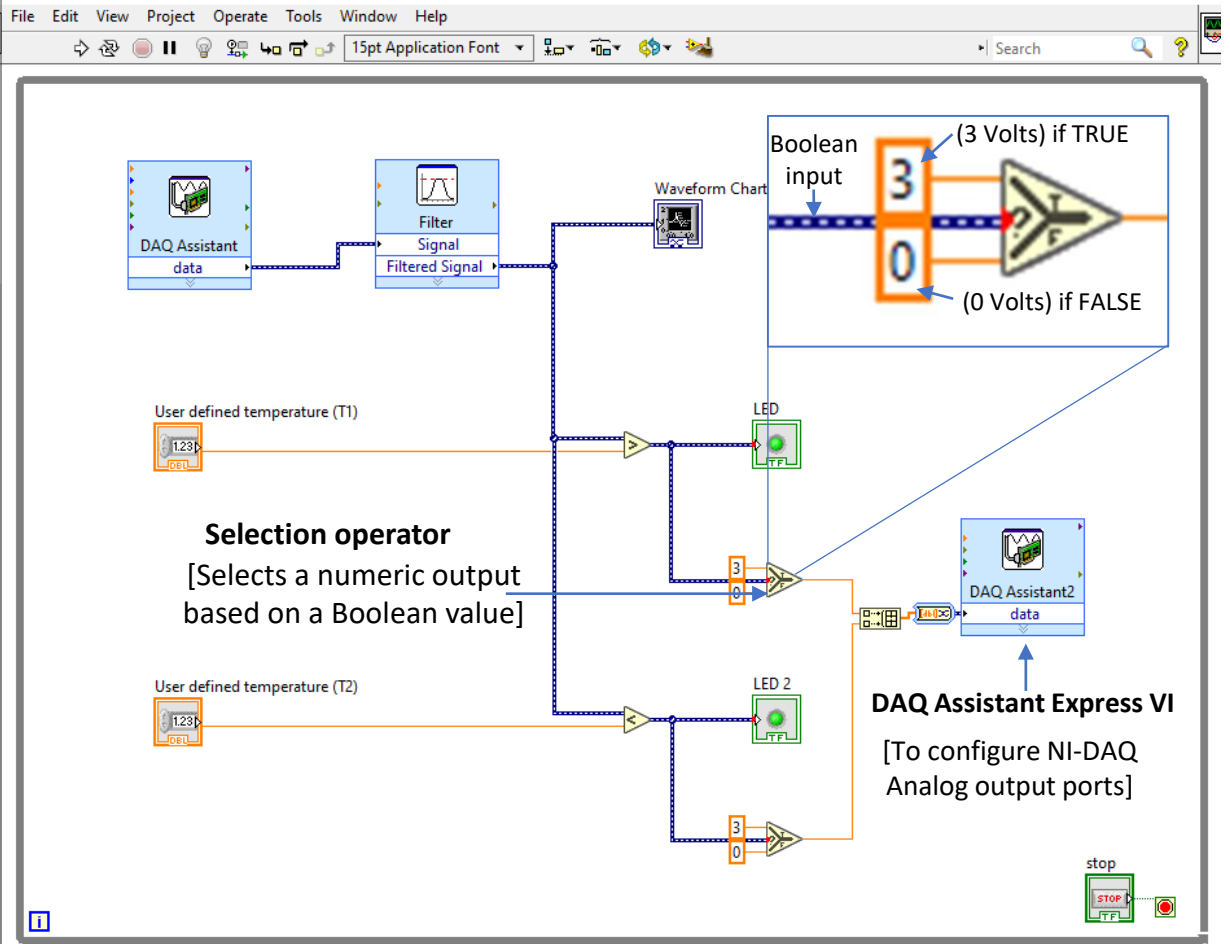 File Edit View Project Operate Tools Window Help
15pt Application Font
Search
?
DAQ Assistant
data
Filter
Signal
Filtered Signal
Waveform Chart
Boolean
input
3
(3 Volts) if TRUE
?
T
F
0
(0 Volts) if FALSE
User defined temperature (T1)
1.23
DBL
>
LED
TF
Selection operator
[Selects a numeric output
based on a Boolean value]
3
0
?
T
F
DAQ Assistant2
data
DAQ Assistant Express VI
[To configure NI-DAQ
Analog output ports]
User defined temperature (T2)
1.23
DBL
<
LED 2
TF
3
0
?
T
F
stop
STOP
TF
i